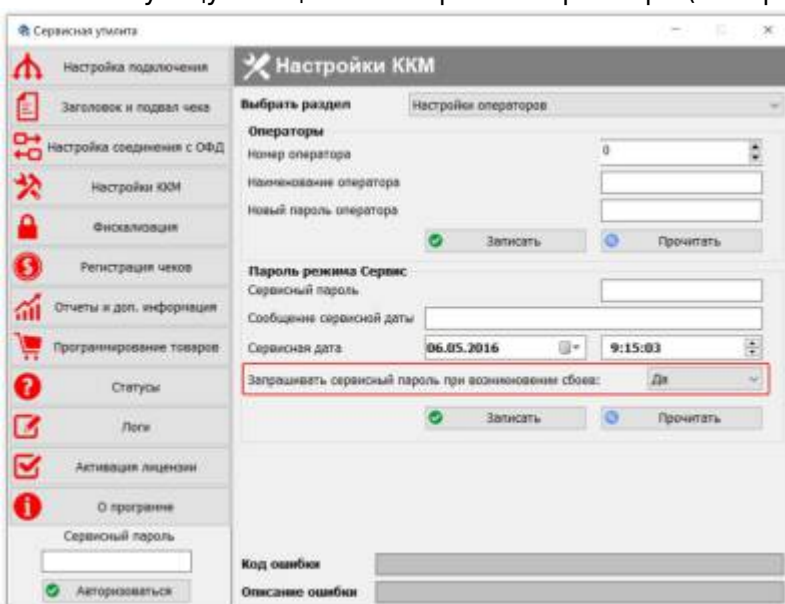 Сервисная утилита
Настройка подключения
Заголовок и подвал чека
Настройка соединения с ОФД
Настройки ККМ
Фискализация
Регистрация чеков
Отчеты и доп. информация
Программирование товаров
Статусы
Логи
Активация лицензии
О программе
Сервисный пароль
Авторизоваться
Настройки ККМ
Выбрать раздел Настройки операторов
Операторы
Номер оператора 0
Наименование оператора
Новый пароль оператора
Записать Прочитать
Пароль режима Сервис
Сервисный пароль
Сообщение сервисной даты
Сервисная дата 06.05.2016 9:15:03
Запрашивать сервисный пароль при возникновении сбоев: Да
Записать Прочитать
Код ошибки
Описание ошибки